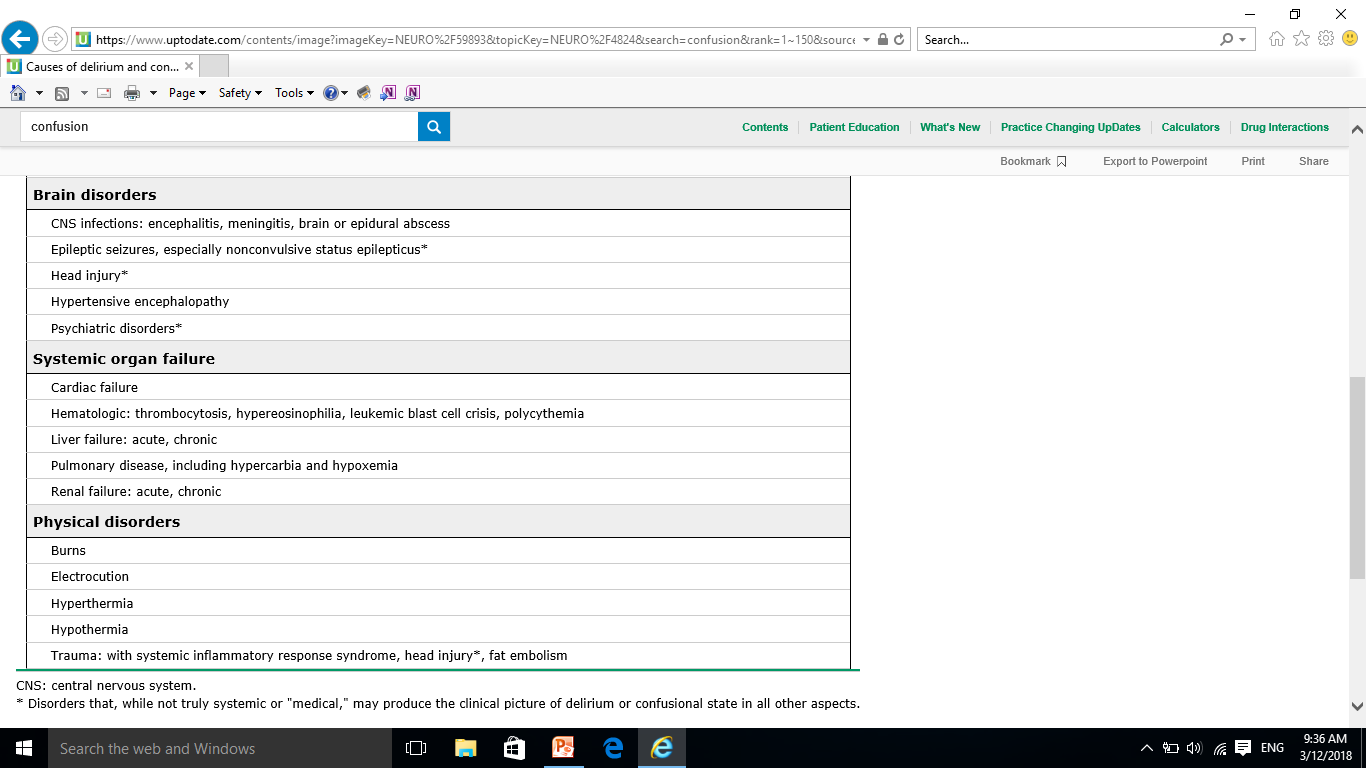 https://www.uptodate.com/contents/image?imageKey=NEURO%2F59893&topicKey=NEURO%2F4824&search=confusion&rank=1~150&source
Search...
Causes of delirium and con...
Page
Safety
Tools
confusion
Contents
Patient Education
What's New
Practice Changing UpDates
Calculators
Drug Interactions
Bookmark
Export to Powerpoint
Print
Share
Brain disorders
CNS infections: encephalitis, meningitis, brain or epidural abscess
Epileptic seizures, especially nonconvulsive status epilepticus*
Head injury*
Hypertensive encephalopathy
Psychiatric disorders*
Systemic organ failure
Cardiac failure
Hematologic: thrombocytosis, hypereosinophilia, leukemic blast cell crisis, polycythemia
Liver failure: acute, chronic
Pulmonary disease, including hypercarbia and hypoxemia
Renal failure: acute, chronic
Physical disorders
Burns
Electrocution
Hyperthermia
Hypothermia
Trauma: with systemic inflammatory response syndrome, head injury*, fat embolism
CNS: central nervous system.
* Disorders that, while not truly systemic or "medical," may produce the clinical picture of delirium or confusional state in all other aspects.
Search the web and Windows
ENG
9:36 AM
3/12/2018